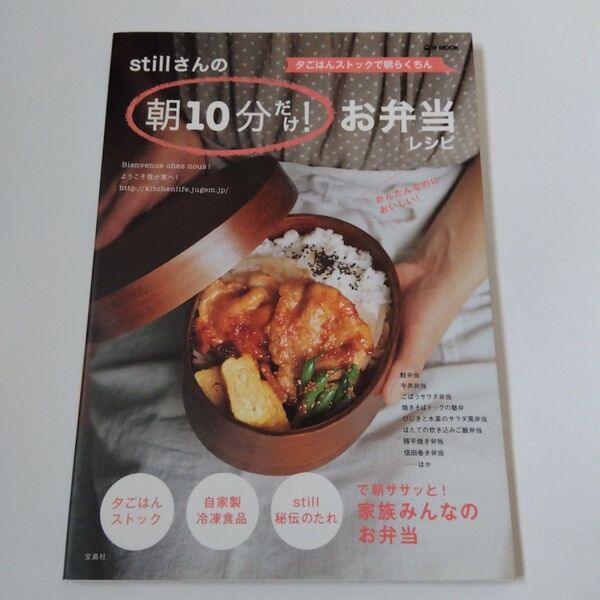 e MOOK
stillさんの
夕ごはんストックで朝らくちん
朝10分だけ！お弁当
レシピ
Bienvenue chez nous!
ようこそ我が家へ！
http://kitchenlife.jugem.jp/
かんたんなのに
おいしい！
鮭弁当
牛丼弁当
ごぼうサラダ弁当
焼きそばドッグの塾弁
ひじきと水菜のサラダ風弁当
ほたての炊き込みご飯弁当
豚平焼き弁当
信田巻き弁当
……ほか
夕ごはん
ストック
自家製
冷凍食品
still
秘伝のたれ
で朝ササッと！
家族みんなの
お弁当
宝島社